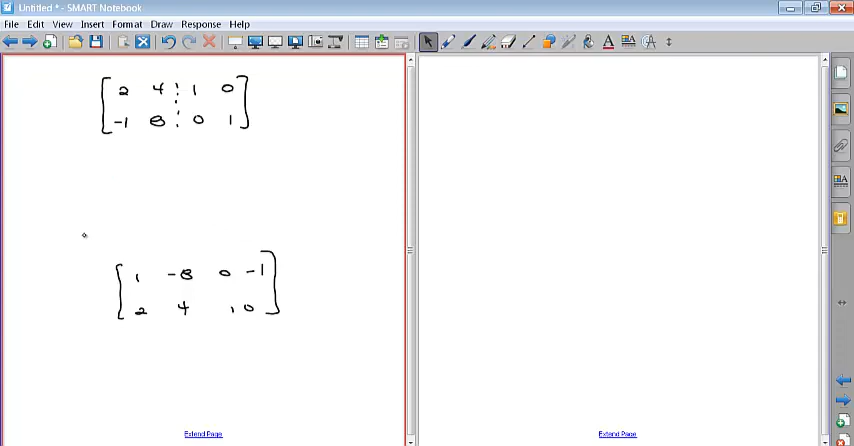 Untitled * - SMART Notebook
File Edit View Insert Format Draw Response Help
2 4 1 0
-1 8 0 1
1 -8 0 -1
2 4 1 0
Extend Page Extend Page